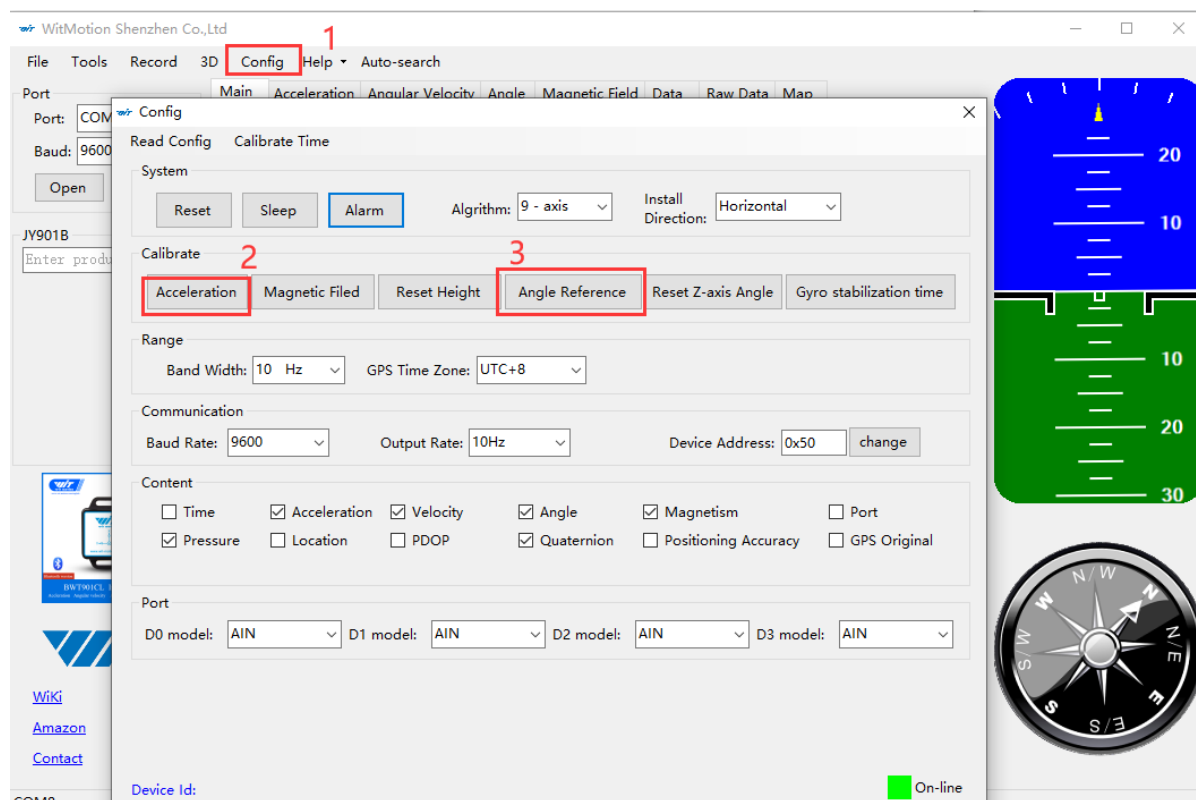 WitMotion Shenzhen Co.,Ltd
1
File Tools Record 3D Config Help Auto-search
Port
Main Acceleration Angular Velocity Angle Magnetic Field Data Raw Data Map
Port: COM
Baud: 9600
Open
JY901B
Enter produ
Config
Read Config Calibrate Time
System
Reset Sleep Alarm Algrithm: 9 - axis Install Direction: Horizontal
Calibrate
2
3
Acceleration Magnetic Filed Reset Height Angle Reference Reset Z-axis Angle Gyro stabilization time
Range
Band Width: 10 Hz GPS Time Zone: UTC+8
Communication
Baud Rate: 9600 Output Rate: 10Hz Device Address: 0x50 change
Content
Time Acceleration Velocity Angle Magnetism Port
Pressure Location PDOP Quaternion Positioning Accuracy GPS Original
Port
D0 model: AIN D1 model: AIN D2 model: AIN D3 model: AIN
Device Id:
On-line
BWT901CL
WiKi
Amazon
Contact
20
10
10
20
30
N/W
N
N/E
E
S/E
S
S/W
W